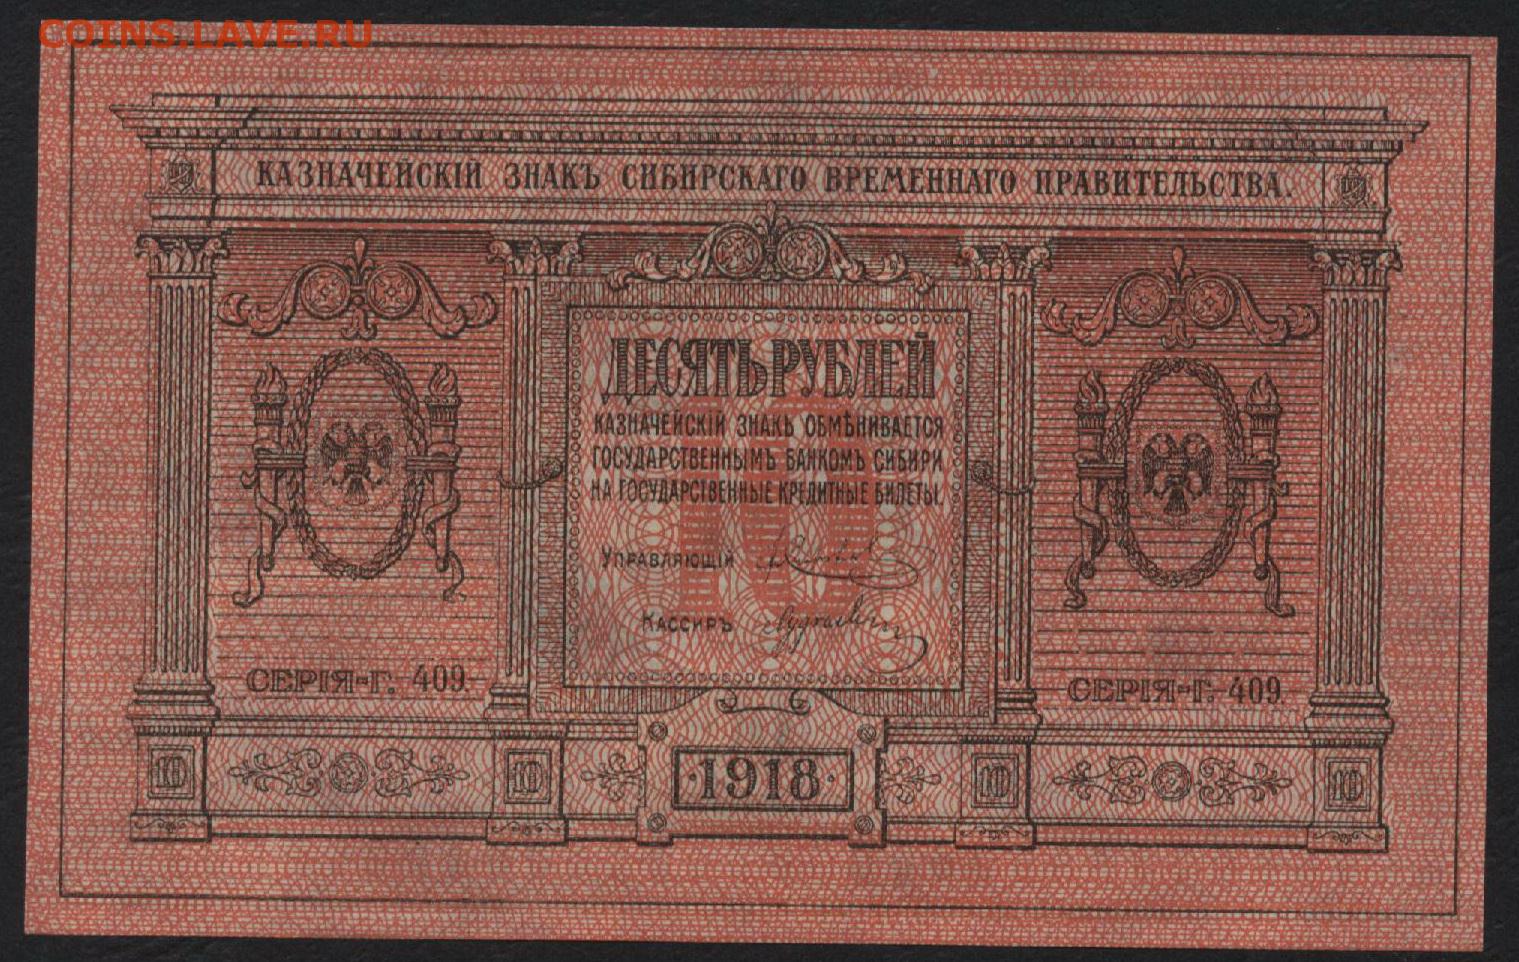 COINS.LAVE.RU
КАЗНАЧЕЙСКІЙ ЗНАКЪ СИБИРСКАГО ВРЕМЕННАГО ПРАВИТЕЛЬСТВА.
ДЕСЯТЬ РУБЛЕЙ
КАЗНАЧЕЙСКІЙ ЗНАКЪ ОБМѢНИВАЕТСЯ
ГОСУДАРСТВЕННЫМЪ БАНКОМЪ СИБИРИ
НА ГОСУДАРСТВЕННЫЕ КРЕДИТНЫЕ БИЛЕТЫ.
10
УПРАВЛЯЮЩІЙ
КАССИРЪ
СЕРІЯ-Г. 409.
СЕРІЯ-Г. 409.
10
10
·1918·
10
10